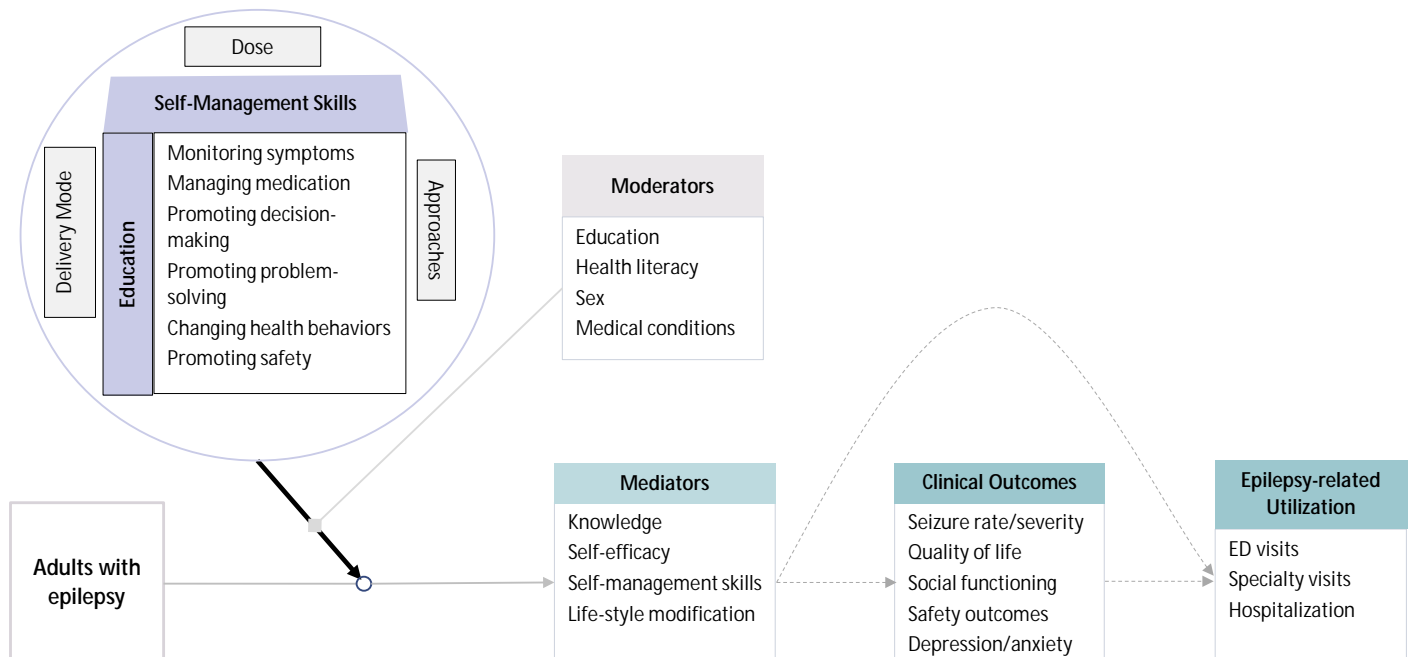 Dose
Self-Management Skills
Delivery Mode
Education
Monitoring symptoms
Managing medication
Promoting decision-
making
Promoting problem-
solving
Changing health behaviors
Promoting safety
Approaches
Moderators
Education
Health literacy
Sex
Medical conditions
Adults with
epilepsy
Mediators
Knowledge
Self-efficacy
Self-management skills
Life-style modification
Clinical Outcomes
Seizure rate/severity
Quality of life
Social functioning
Safety outcomes
Depression/anxiety
Epilepsy-related
Utilization
ED visits
Specialty visits
Hospitalization